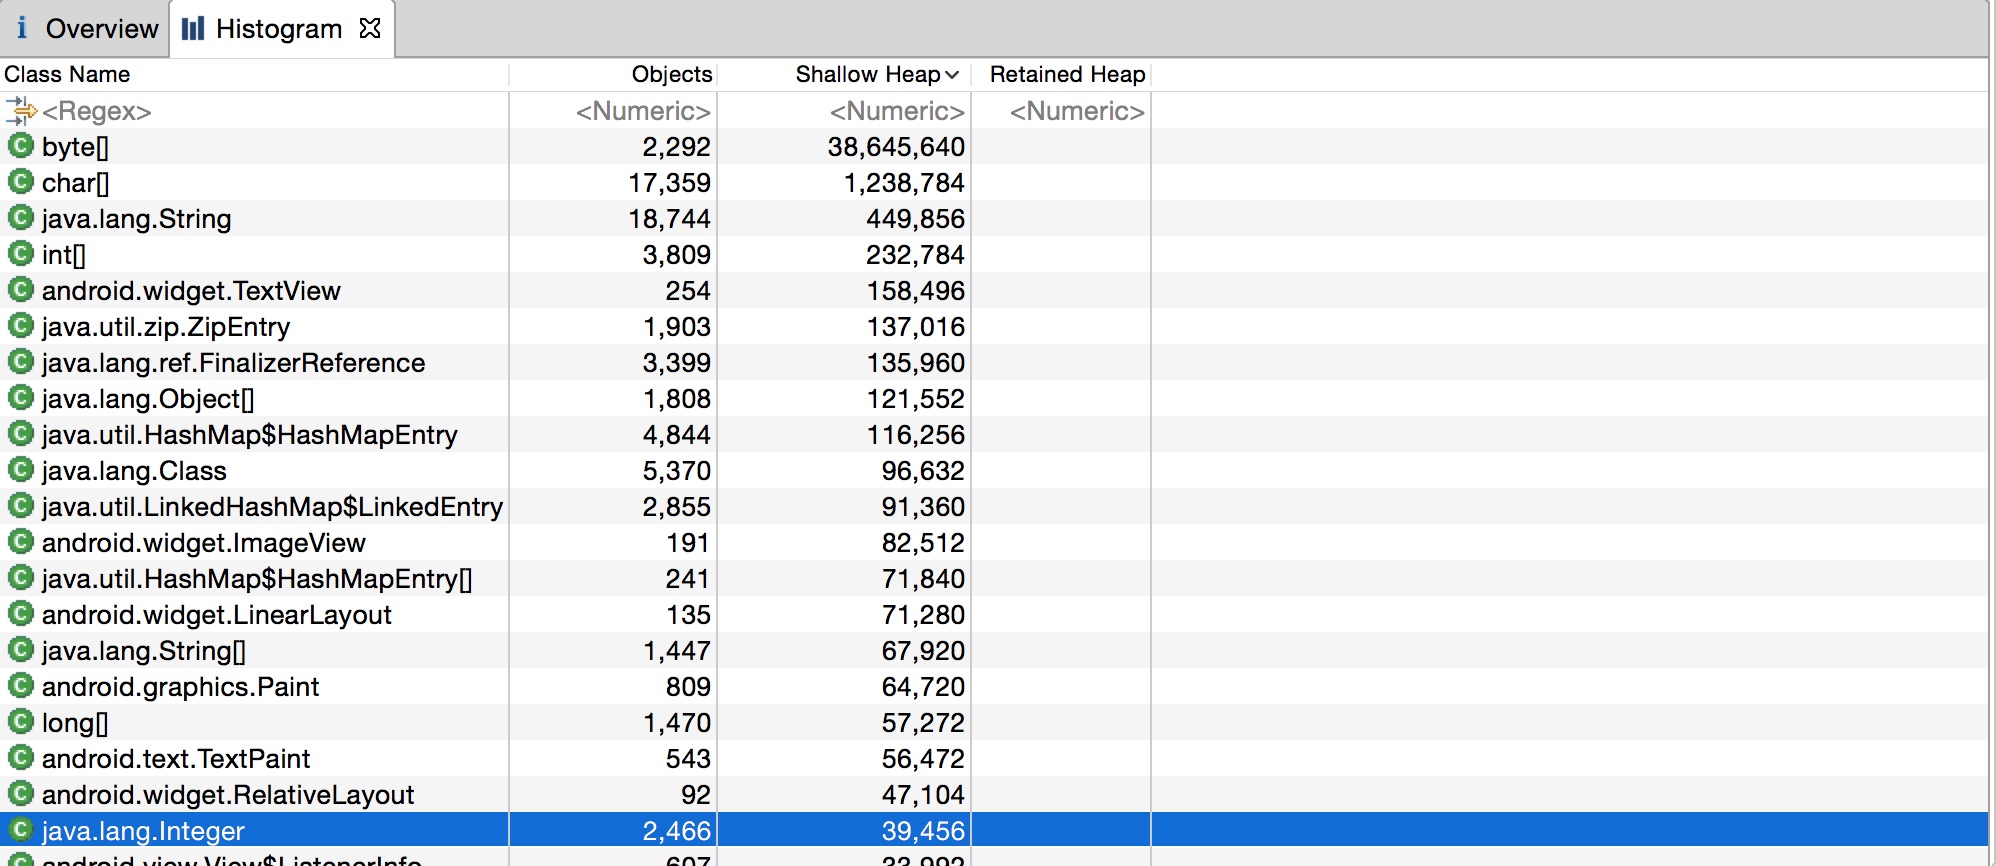 Overview Histogram
Class Name Objects Shallow Heap Retained Heap
<Regex> <Numeric> <Numeric> <Numeric>
byte[] 2,292 38,645,640
char[] 17,359 1,238,784
java.lang.String 18,744 449,856
int[] 3,809 232,784
android.widget.TextView 254 158,496
java.util.zip.ZipEntry 1,903 137,016
java.lang.ref.FinalizerReference 3,399 135,960
java.lang.Object[] 1,808 121,552
java.util.HashMap$HashMapEntry 4,844 116,256
java.lang.Class 5,370 96,632
java.util.LinkedHashMap$LinkedEntry 2,855 91,360
android.widget.ImageView 191 82,512
java.util.HashMap$HashMapEntry[] 241 71,840
android.widget.LinearLayout 135 71,280
java.lang.String[] 1,447 67,920
android.graphics.Paint 809 64,720
long[] 1,470 57,272
android.text.TextPaint 543 56,472
android.widget.RelativeLayout 92 47,104
java.lang.Integer 2,466 39,456
android.view.View$ListenerInfo 607 33,992